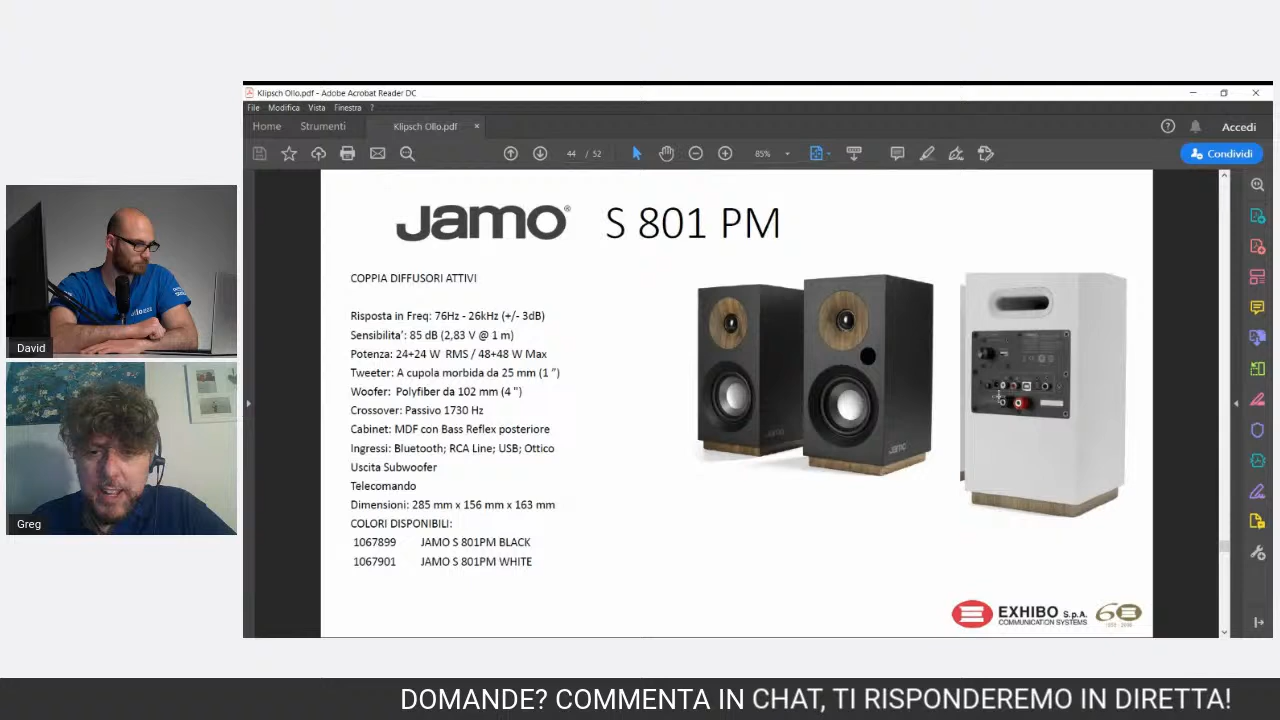 Klipsch Ollo.pdf - Adobe Acrobat Reader DC
File Modifica Vista Finestra ?
Home Strumenti Klipsch Ollo.pdf × Accedi
44 / 52 85% Condividi
Jamo® S 801 PM
COPPIA DIFFUSORI ATTIVI
Risposta in Freq: 76Hz - 26kHz (+/- 3dB)
Sensibilita’: 85 dB (2,83 V @ 1 m)
Potenza: 24+24 W RMS / 48+48 W Max
Tweeter: A cupola morbida da 25 mm (1 ")
Woofer: Polyfiber da 102 mm (4 ")
Crossover: Passivo 1730 Hz
Cabinet: MDF con Bass Reflex posteriore
Ingressi: Bluetooth; RCA Line; USB; Ottico
Uscita Subwoofer
Telecomando
Dimensioni: 285 mm x 156 mm x 163 mm
COLORI DISPONIBILI:
1067899 JAMO S 801PM BLACK
1067901 JAMO S 801PM WHITE
Jamo
EXHIBO S.p.A.
COMMUNICATION SYSTEMS
David
Greg
DOMANDE? COMMENTA IN CHAT, TI RISPONDEREMO IN DIRETTA!